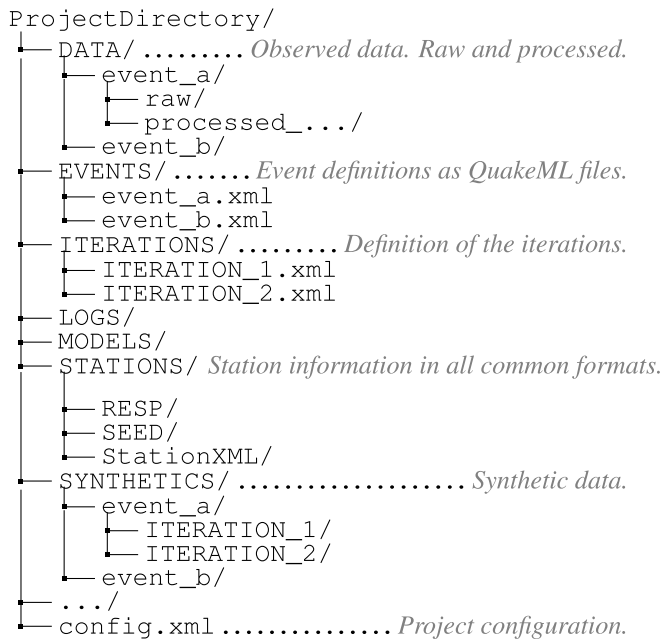 ProjectDirectory/
DATA/ ......... Observed data. Raw and processed.
event_a/
raw/
processed_.../
event_b/
EVENTS/ ....... Event definitions as QuakeML files.
event_a.xml
event_b.xml
ITERATIONS/ ......... Definition of the iterations.
ITERATION_1.xml
ITERATION_2.xml
LOGS/
MODELS/
STATIONS/ Station information in all common formats.
RESP/
SEED/
StationXML/
SYNTHETICS/ .................... Synthetic data.
event_a/
ITERATION_1/
ITERATION_2/
event_b/
.../
config.xml ............... Project configuration.